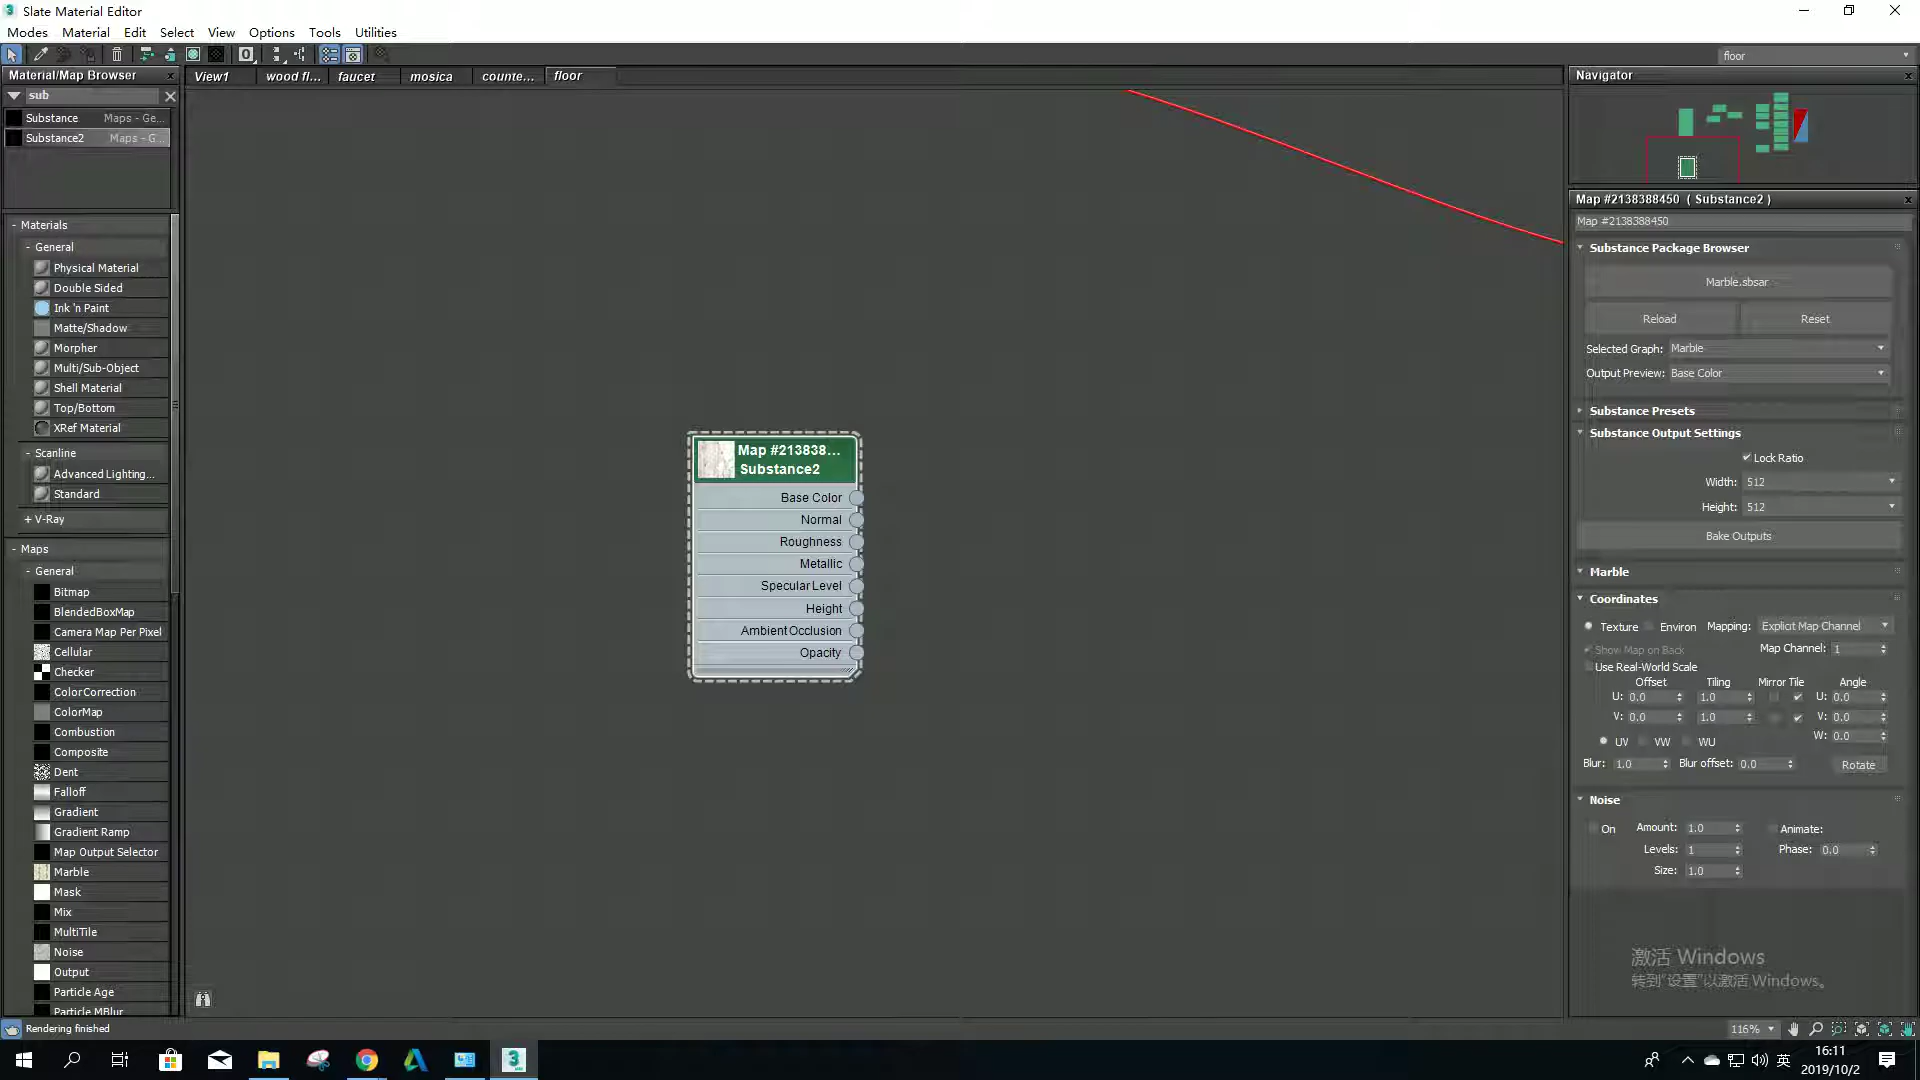 Slate Material Editor
Modes Material Edit Select View Options Tools Utilities
floor
Material/Map Browser
View1 wood fl... faucet mosica counte... floor
Navigator
sub
Substance Maps - Ge...
Substance2 Maps - G...
- Materials
- General
Physical Material
Double Sided
Ink 'n Paint
Matte/Shadow
Morpher
Multi/Sub-Object
Shell Material
Top/Bottom
XRef Material
- Scanline
Advanced Lighting...
Standard
+ V-Ray
- Maps
- General
Bitmap
BlendedBoxMap
Camera Map Per Pixel
Cellular
Checker
ColorCorrection
ColorMap
Combustion
Composite
Dent
Falloff
Gradient
Gradient Ramp
Map Output Selector
Marble
Mask
Mix
MultiTile
Noise
Output
Particle Age
Particle MBlur
Map #213838...
Substance2
Base Color
Normal
Roughness
Metallic
Specular Level
Height
Ambient Occlusion
Opacity
Map #2138388450 ( Substance2 )
Map #2138388450
Substance Package Browser
Marble.sbsar
Reload Reset
Selected Graph: Marble
Output Preview: Base Color
Substance Presets
Substance Output Settings
Lock Ratio
Width: 512
Height: 512
Bake Outputs
Marble
Coordinates
Texture Environ Mapping: Explicit Map Channel
Show Map on Back Map Channel: 1
Use Real-World Scale
Offset Tiling Mirror Tile Angle
U: 0.0 1.0 U: 0.0
V: 0.0 1.0 V: 0.0
W: 0.0
UV VW WU
Blur: 1.0 Blur offset: 0.0 Rotate
Noise
On Amount: 1.0 Animate:
Levels: 1 Phase: 0.0
Size: 1.0
激活 Windows
转到"设置"以激活 Windows。
Rendering finished
116%
英
16:11
2019/10/2